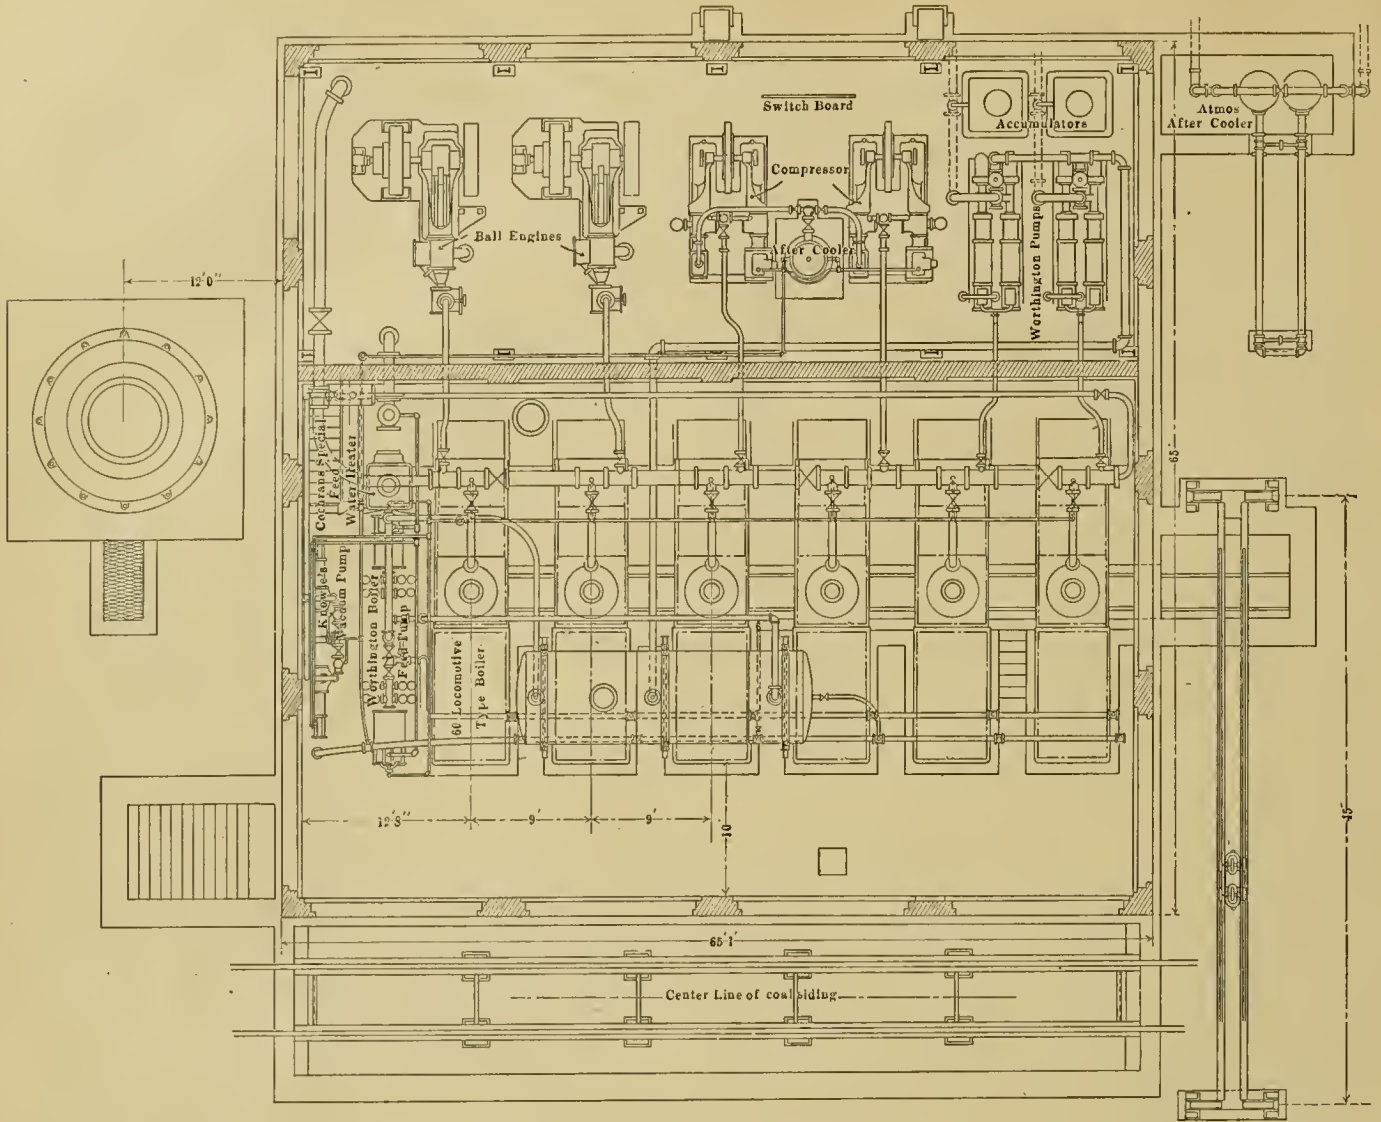 Switch Board
Accumulators
Atmos
After Cooler
Compressor
Ball Engines
After Cooler
Worthington Pumps
12'0"
65'
Cochrans Special
Feed
Water Heater
Knowle's
Vacuum Pump
Worthington Boiler
Feed Pump
60 Locomotive
Type Boiler
12'8"
9'
9'
10
45'
65'1'
Center Line of coal siding